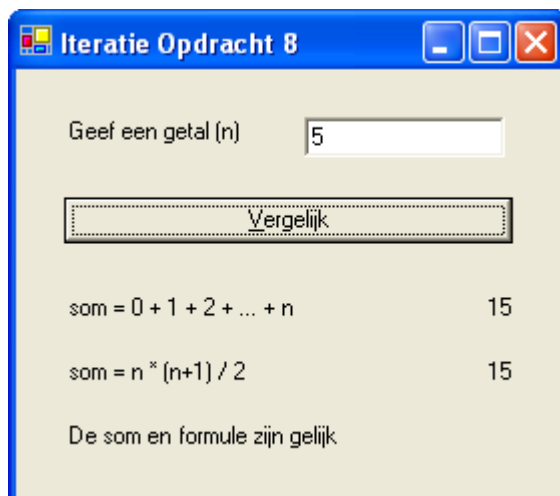 Iteratie Opdracht 8
Geef een getal (n) 5
Vergelijk
som = 0 + 1 + 2 + ... + n 15
som = n * (n+1) / 2 15
De som en formule zijn gelijk